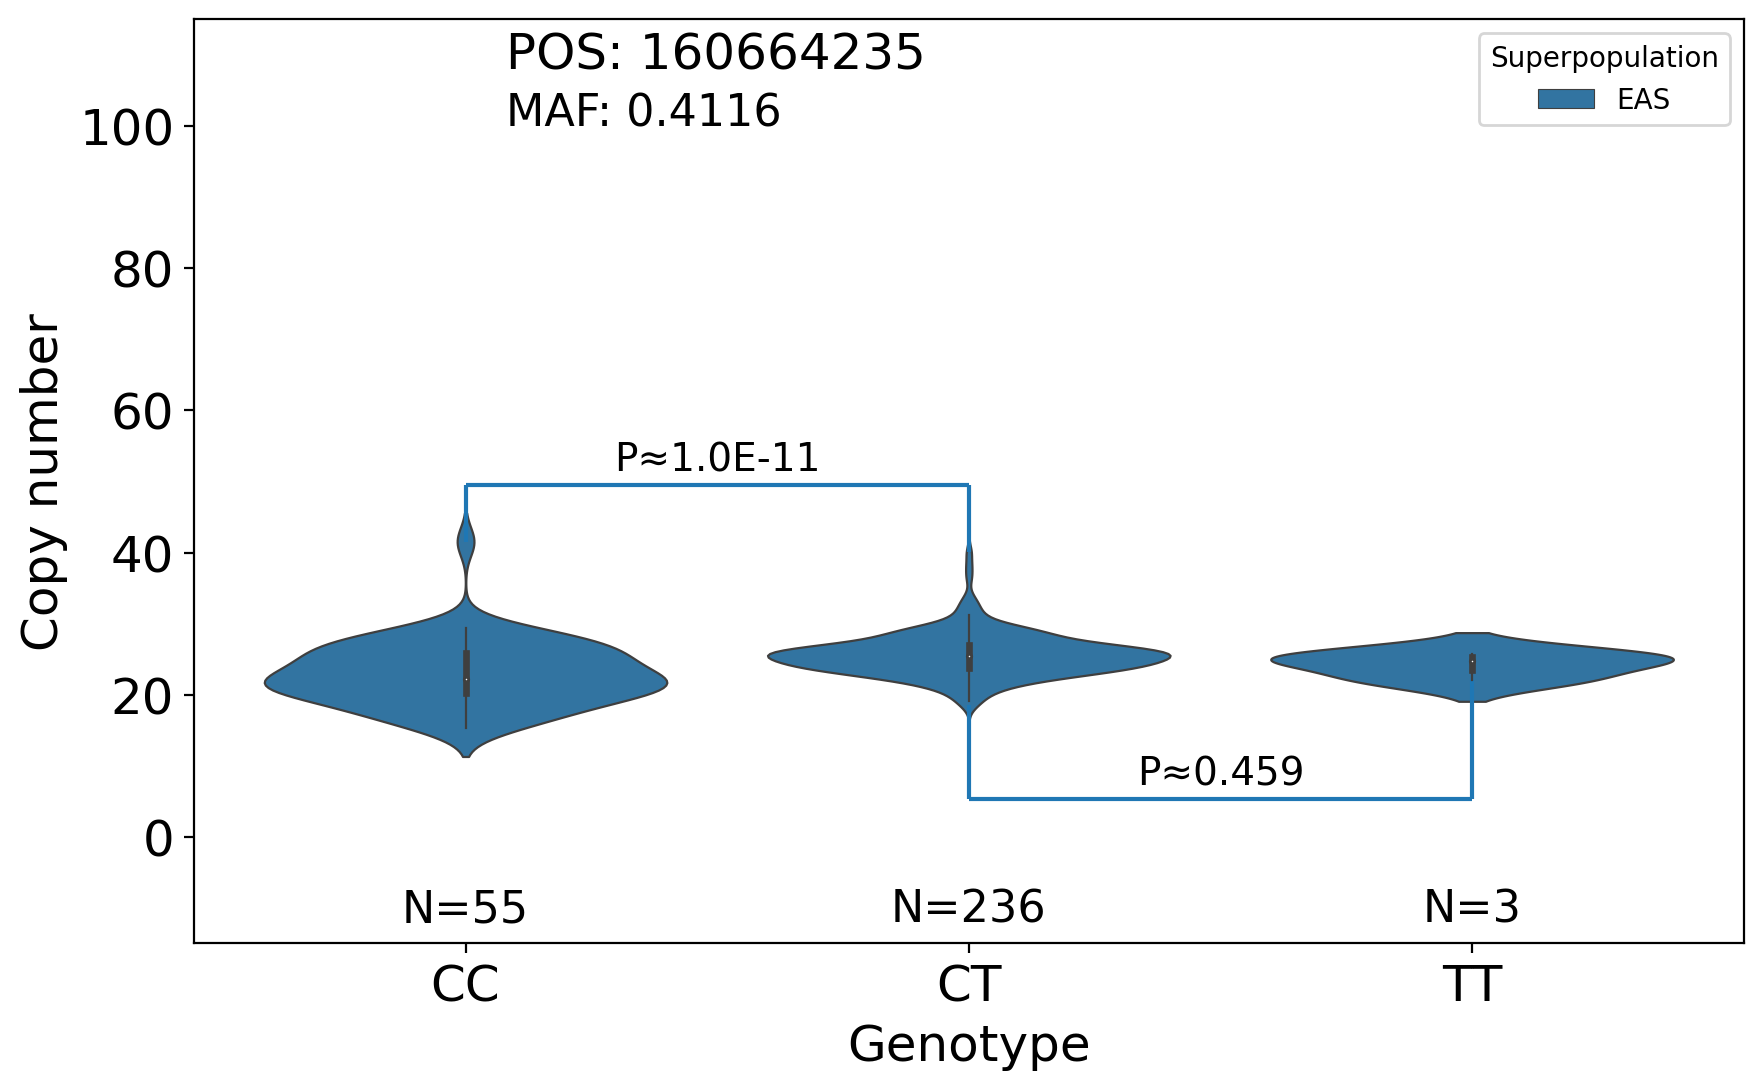 POS: 160664235
MAF: 0.4116
Superpopulation
EAS
Copy number
100
80
60
40
20
0
P≈1.0E-11
P≈0.459
N=55
N=236
N=3
CC
CT
TT
Genotype